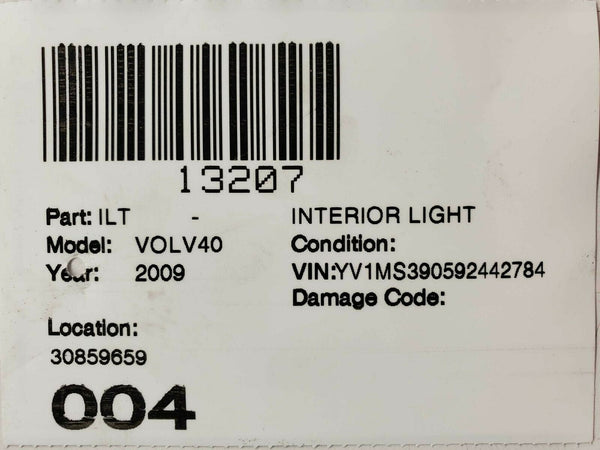 13207
Part: ILT - INTERIOR LIGHT
Model: VOLV40 Condition:
Year: 2009 VIN:YV1MS390592442784
Damage Code:
Location:
30859659
004